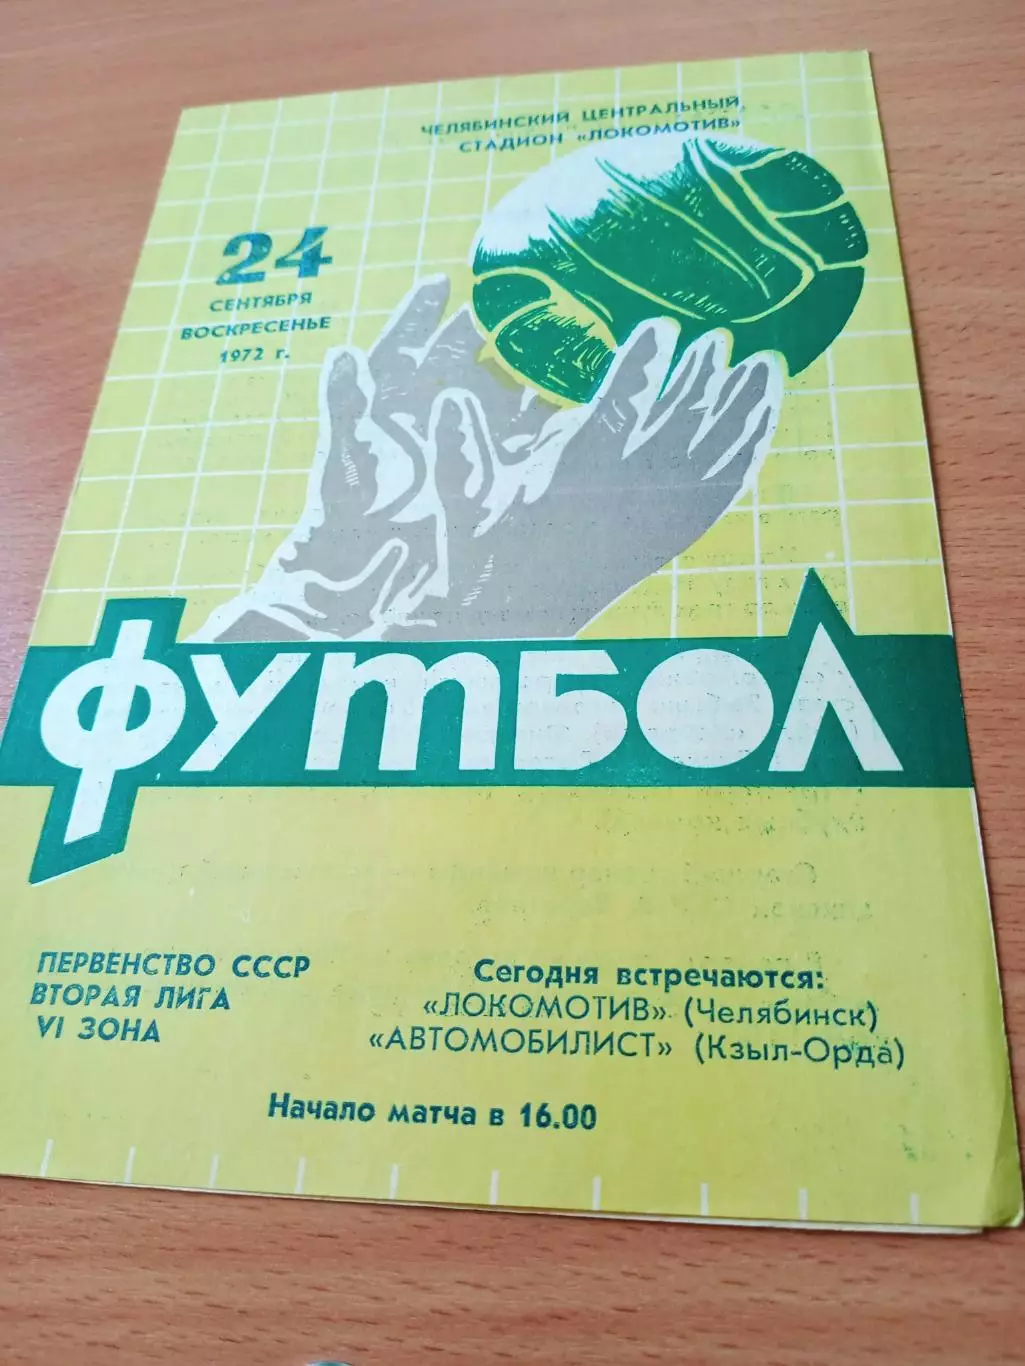 ЧЕЛЯБИНСКИЙ ЦЕНТРАЛЬНЫЙ
СТАДИОН «ЛОКОМОТИВ»
24
СЕНТЯБРЯ
ВОСКРЕСЕНЬЕ
1972 г.
ФУТБОЛ
ПЕРВЕНСТВО СССР
ВТОРАЯ ЛИГА
VI ЗОНА
Сегодня встречаются:
«ЛОКОМОТИВ» (Челябинск)
«АВТОМОБИЛИСТ» (Кзыл-Орда)
Начало матча в 16.00